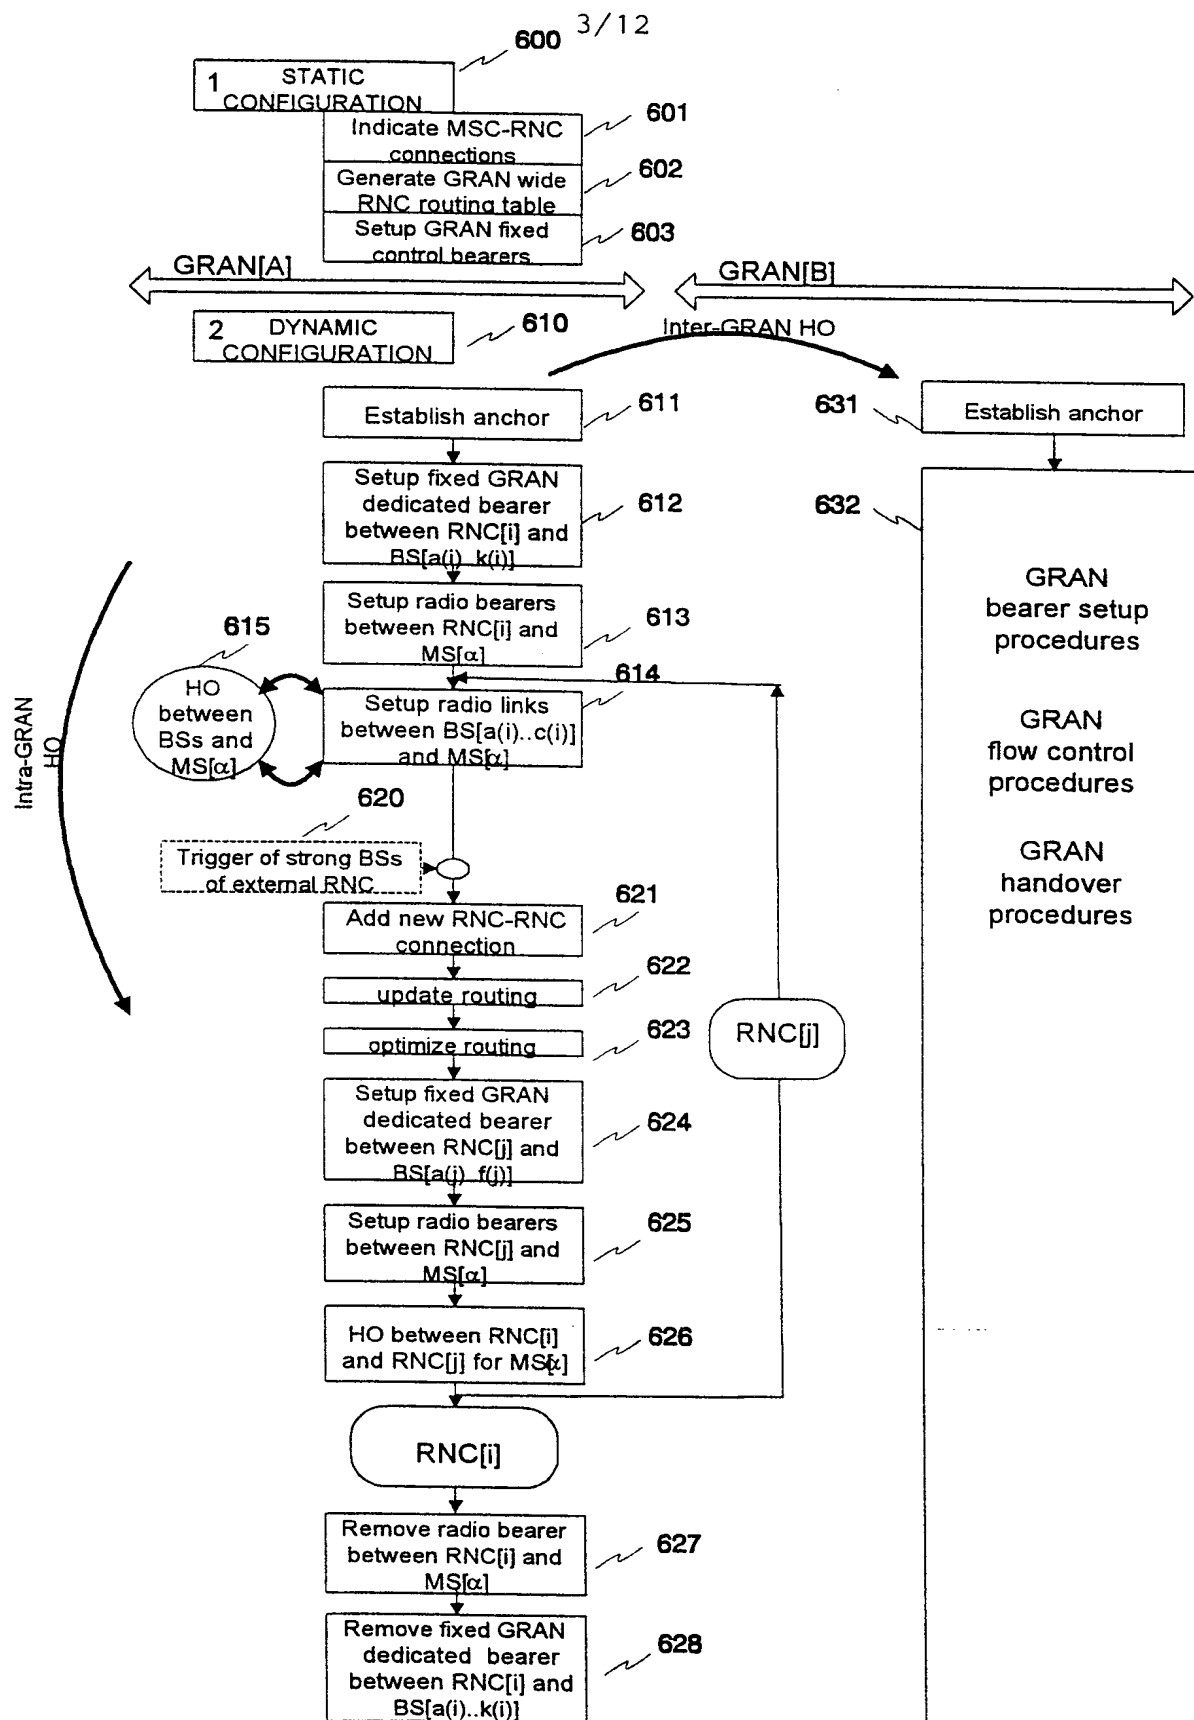 3/12
600
1 STATIC
CONFIGURATION
Indicate MSC-RNC
connections
601
Generate GRAN wide
RNC routing table
602
Setup GRAN fixed
control bearers
603
GRAN[A]
GRAN[B]
2 DYNAMIC
CONFIGURATION
610
Inter-GRAN HO
Establish anchor
611
631
Establish anchor
Setup fixed GRAN
dedicated bearer
between RNC[i] and
BS[a(i)..k(i)]
612
632
GRAN
bearer setup
procedures
GRAN
flow control
procedures
GRAN
handover
procedures
Setup radio bearers
between RNC[i] and
MS[α]
613
615
HO
between
BSs and
MS[α]
614
Setup radio links
between BS[a(i)..c(i)]
and MS[α]
Intra-GRAN
HO
620
Trigger of strong BSs
of external RNC
Add new RNC-RNC
connection
621
update routing
622
optimize routing
623
RNC[j]
Setup fixed GRAN
dedicated bearer
between RNC[j] and
BS[a(j)..f(j)]
624
Setup radio bearers
between RNC[j] and
MS[α]
625
HO between RNC[i]
and RNC[j] for MS[α]
626
RNC[i]
Remove radio bearer
between RNC[i] and
MS[α]
627
Remove fixed GRAN
dedicated bearer
between RNC[i] and
BS[a(i)..k(i)]
628